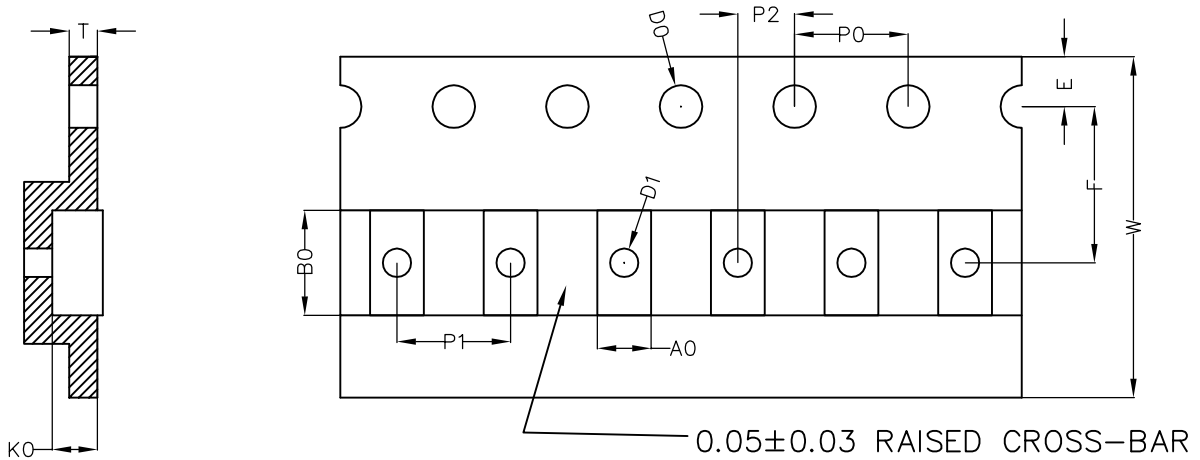 T
D0
P2
P0
E
D1
F
W
B0
P1
A0
K0
0.05±0.03 RAISED CROSS-BAR